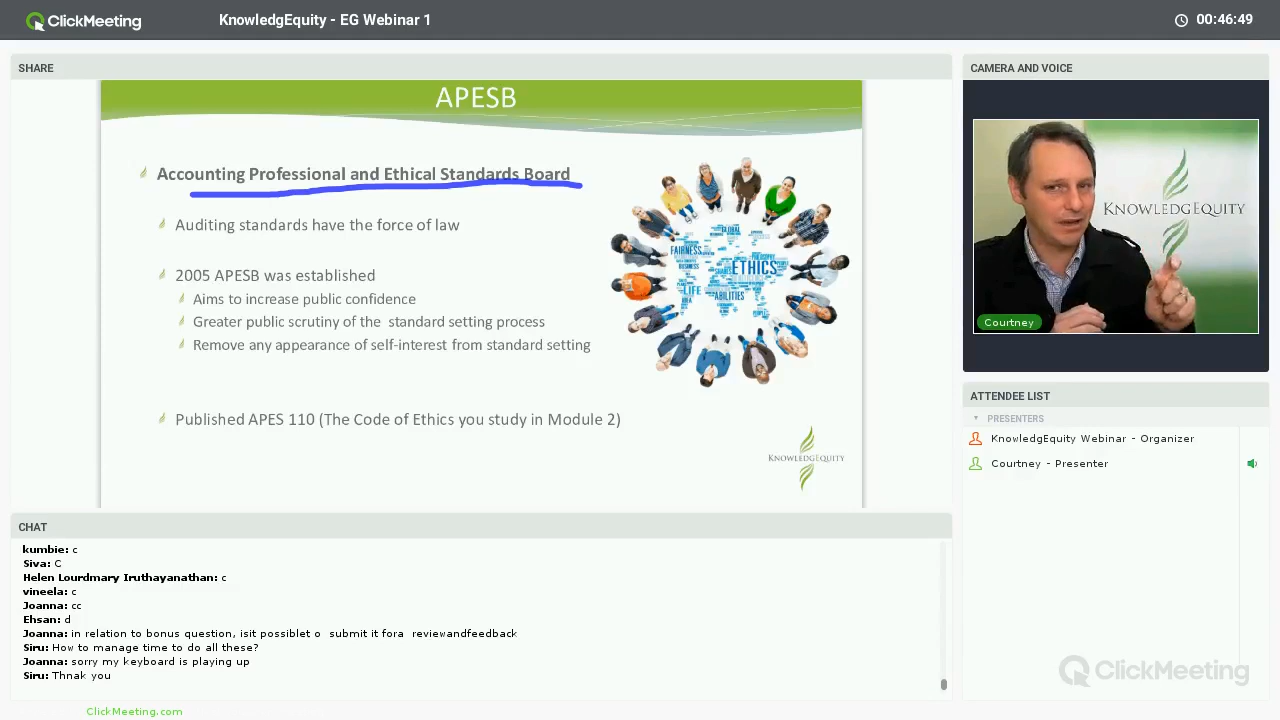 ClickMeeting
KnowledgEquity - EG Webinar 1
00:46:49
SHARE
APESB
Accounting Professional and Ethical Standards Board
Auditing standards have the force of law
2005 APESB was established
Aims to increase public confidence
Greater public scrutiny of the standard setting process
Remove any appearance of self-interest from standard setting
Published APES 110 (The Code of Ethics you study in Module 2)
GLOBAL
FAIRNESS
BUSINESS
ETHICS
LIFE
ABILITIES
KNOWLEDGEQUITY
CAMERA AND VOICE
KNOWLEDGEQUITY
Courtney
ATTENDEE LIST
PRESENTERS
KnowledgEquity Webinar - Organizer
Courtney - Presenter
CHAT
kumbie: c
Siva: C
Helen Lourdmary Iruthayanathan: c
vineela: c
Joanna: cc
Ehsan: d
Joanna: in relation to bonus question, isit possiblet o submit it fora reviewandfeedback
Siru: How to manage time to do all these?
Joanna: sorry my keyboard is playing up
Siru: Thnak you
ClickMeeting
ClickMeeting.com